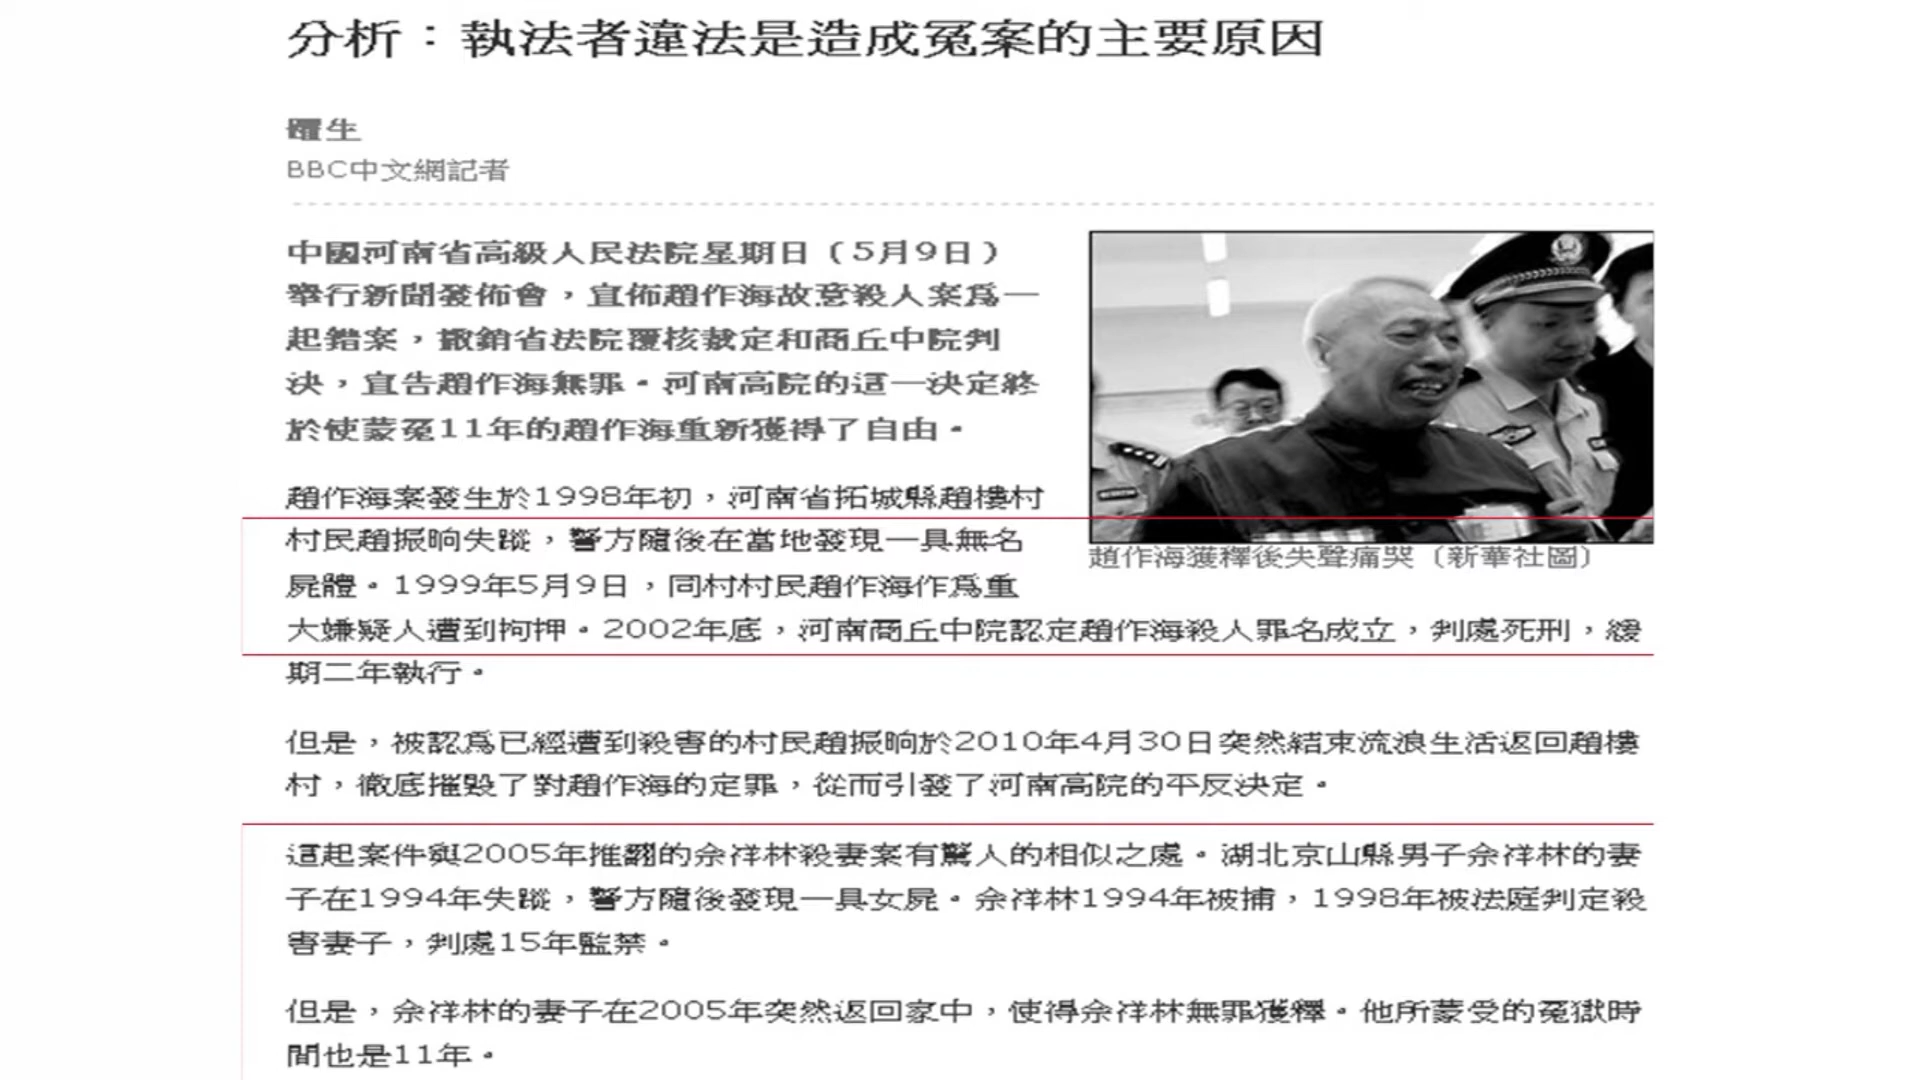 分析：執法者違法是造成冤案的主要原因
BBC中文網記者
中國河南省高級人民法院星期日（5月9日）
舉行新聞發佈會，宣佈趙作海故意殺人案爲一
起錯案，撤銷省法院覆核裁定和商丘中院判
決，宣告趙作海無罪。河南高院的這一決定終
於使蒙冤11年的趙作海重新獲得了自由。
趙作海案發生於1998年初，河南省拓城縣趙樓村
村民趙振晌失蹤，警方隨後在當地發現一具無名
屍體。1999年5月9日，同村村民趙作海作爲重
大嫌疑人遭到拘押。2002年底，河南商丘中院認定趙作海殺人罪名成立，判處死刑，緩
期二年執行。
趙作海獲釋後失聲痛哭（新華社圖）
但是，被認爲已經遭到殺害的村民趙振晌於2010年4月30日突然結束流浪生活返回趙樓
村，徹底摧毀了對趙作海的定罪，從而引發了河南高院的平反決定。
這起案件與2005年推翻的佘祥林殺妻案有驚人的相似之處。湖北京山縣男子佘祥林的妻
子在1994年失蹤，警方隨後發現一具女屍。佘祥林1994年被捕，1998年被法庭判定殺
害妻子，判處15年監禁。
但是，佘祥林的妻子在2005年突然返回家中，使得佘祥林無罪獲釋。他所蒙受的冤獄時
間也是11年。